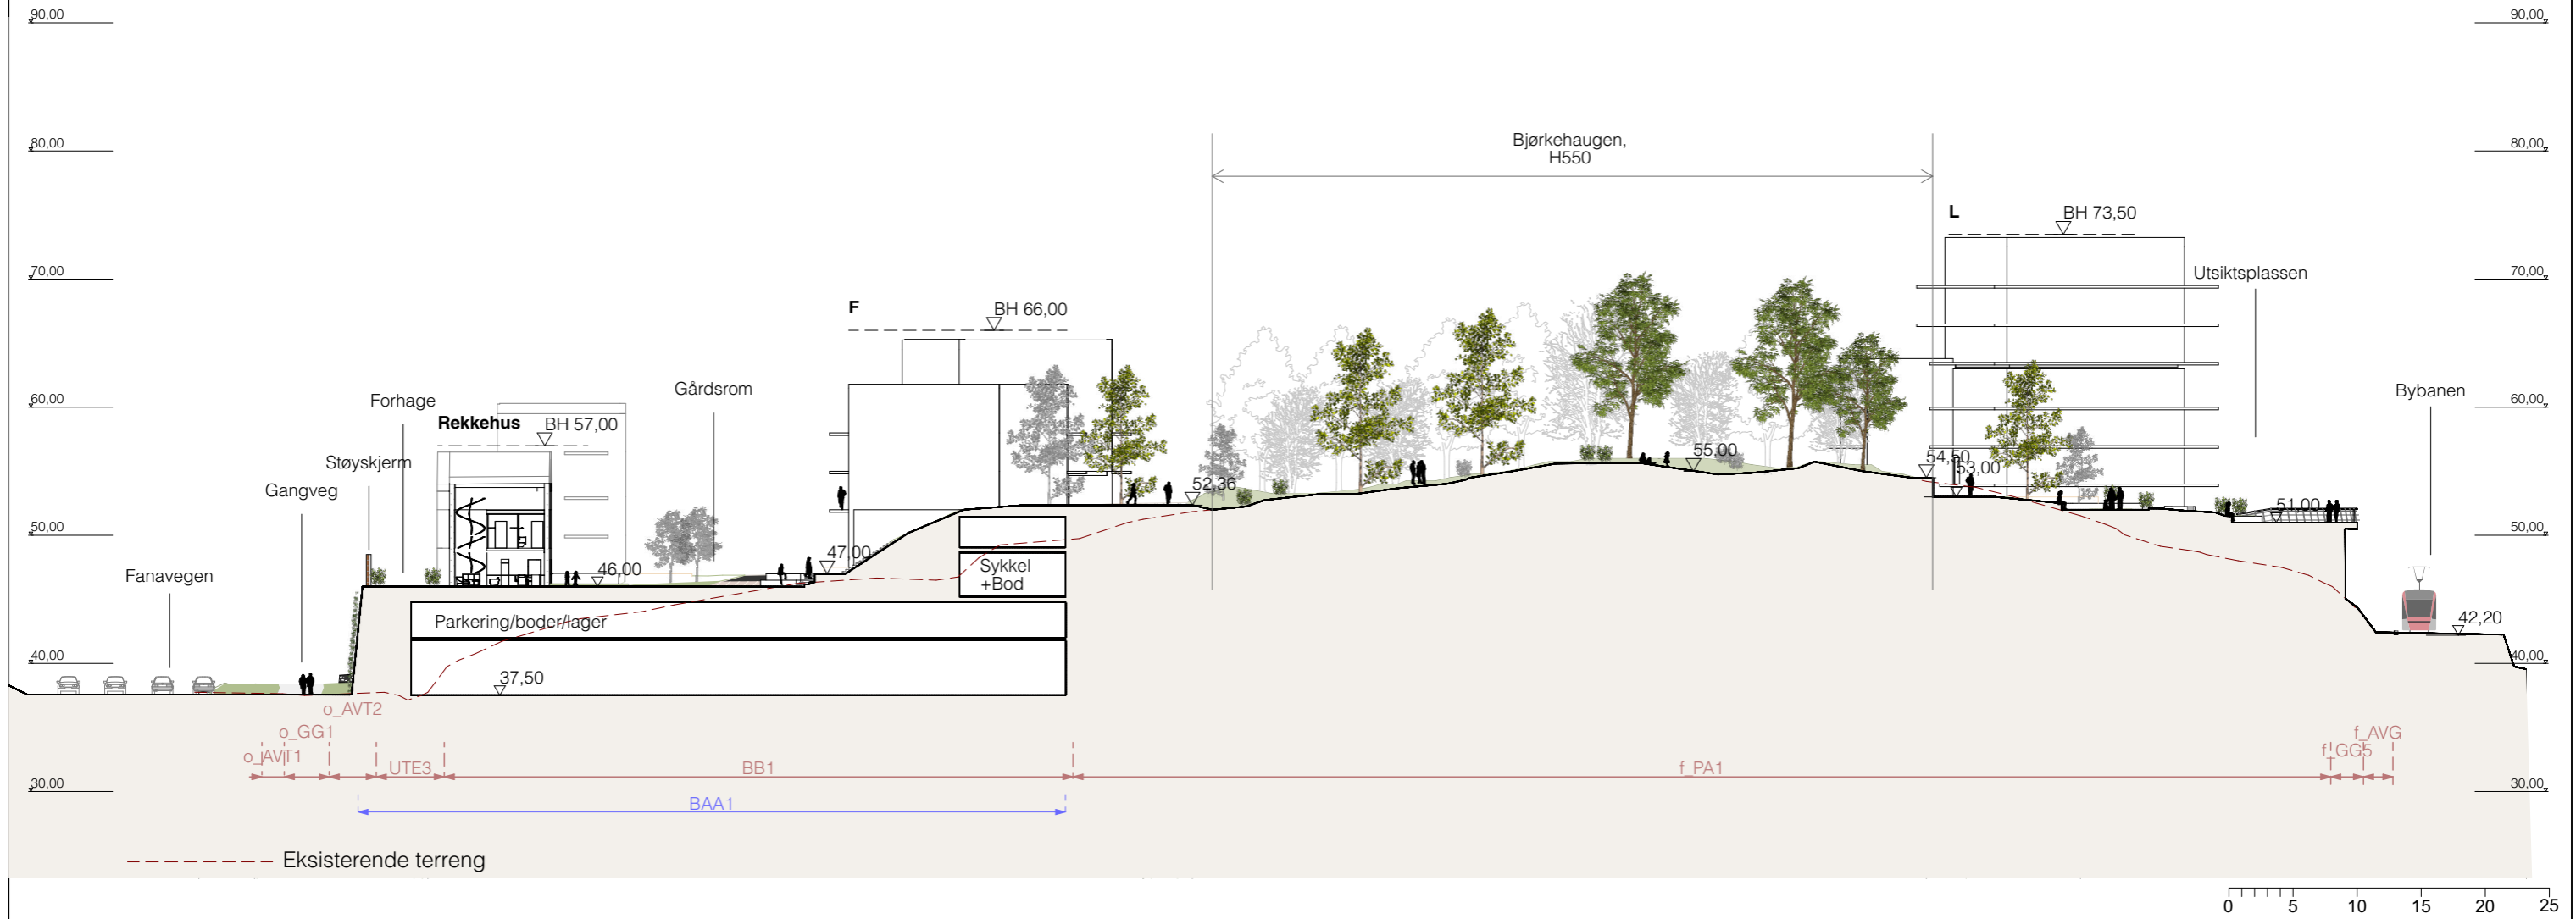 90,00
90,00
80,00
80,00
Bjørkehaugen,
H550
L
BH 73,50
70,00
70,00
Utsiktsplassen
F
BH 66,00
Gårdsrom
Bybanen
Forhage
60,00
60,00
Rekkehus
BH 57,00
Støyskjerm
55,00
54,50
53,00
Gangveg
52,36
51,00
50,00
50,00
47,00
46,00
Sykkel
+Bod
Fanavegen
Parkering/boder/lager
42,20
40,00
40,00
37,50
o_AVT2
o_GG1
f_AVG
o_AVT1
f_GG5
UTE3
BB1
f_PA1
30,00
30,00
BAA1
Eksisterende terreng
0 5 10 15 20 25